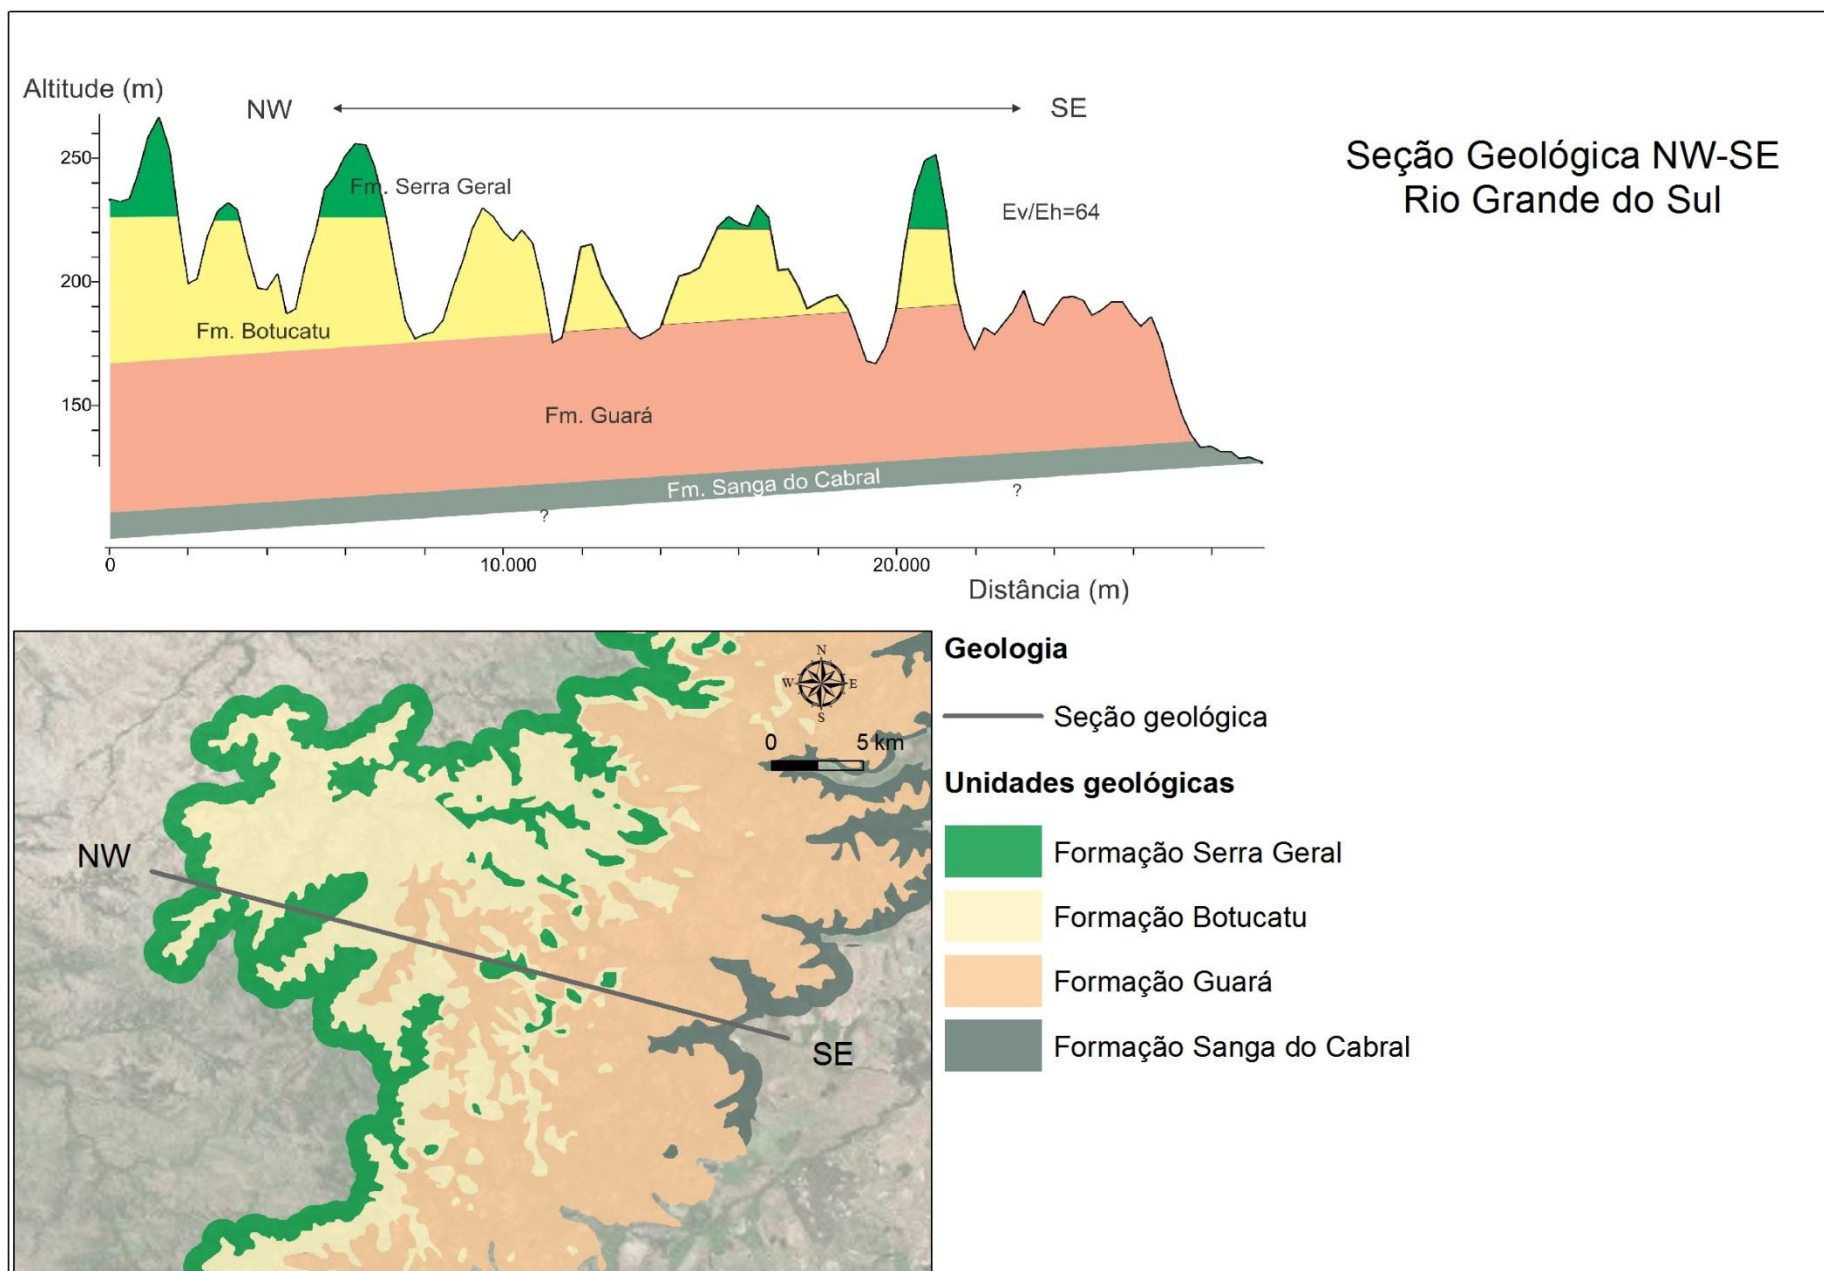 Altitude (m)
NW
SE
Seção Geológica NW-SE
Rio Grande do Sul
250
Fm. Serra Geral
Ev/Eh=64
200
Fm. Botucatu
150
Fm. Guará
Fm. Sanga do Cabral
?
?
0
10.000
20.000
Distância (m)
N
W
E
S
0
5 km
NW
SE
Geologia
Seção geológica
Unidades geológicas
Formação Serra Geral
Formação Botucatu
Formação Guará
Formação Sanga do Cabral